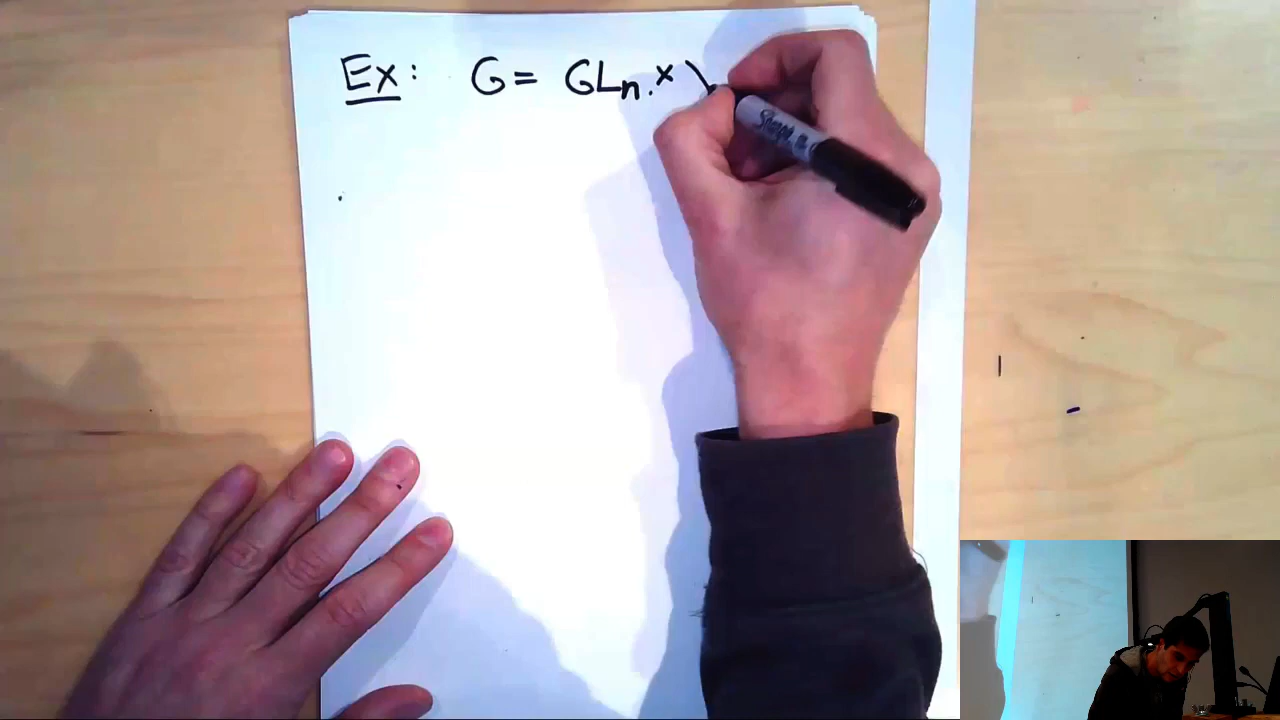 Ex: G = GLn . x \